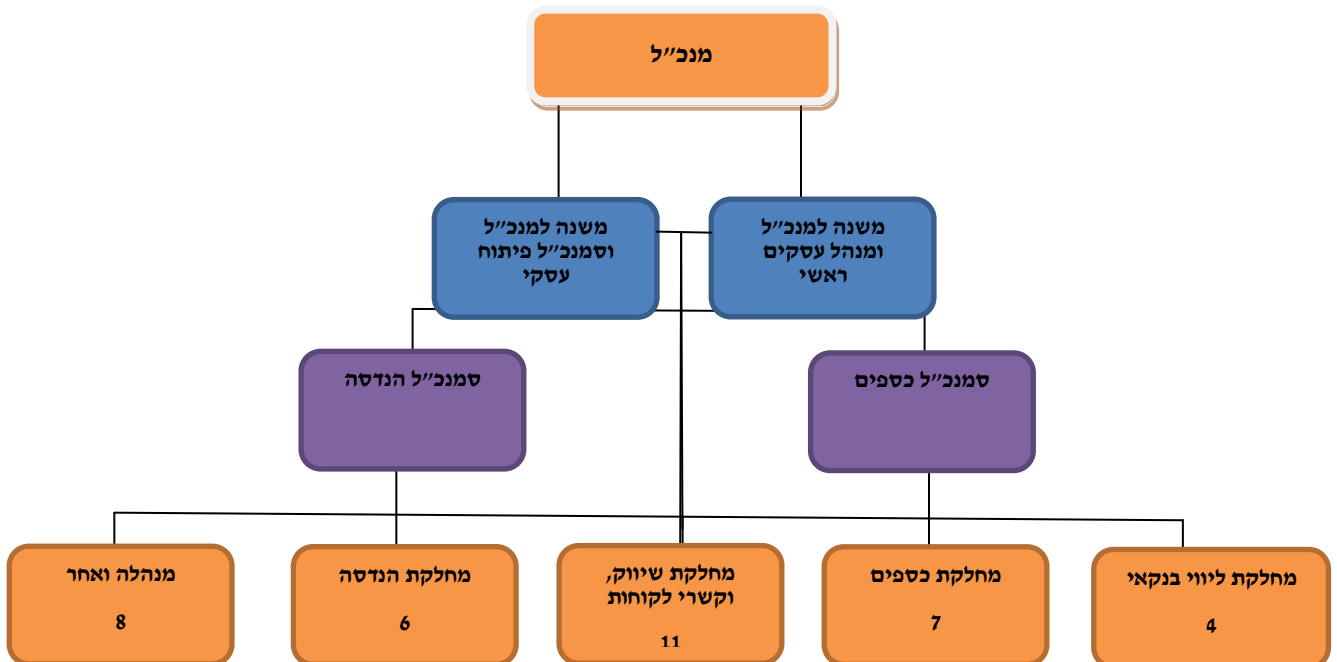 מנכ״ל
משנה למנכ״ל
ומנהל עסקים
ראשי
משנה למנכ״ל
וסמנכ״ל פיתוח
עסקי
סמנכ״ל כספים
סמנכ״ל הנדסה
מחלקת ליווי בנקאי
4
מחלקת כספים
7
מחלקת שיווק,
וקשרי לקוחות
11
מחלקת הנדסה
6
מנהלה ואחר
8